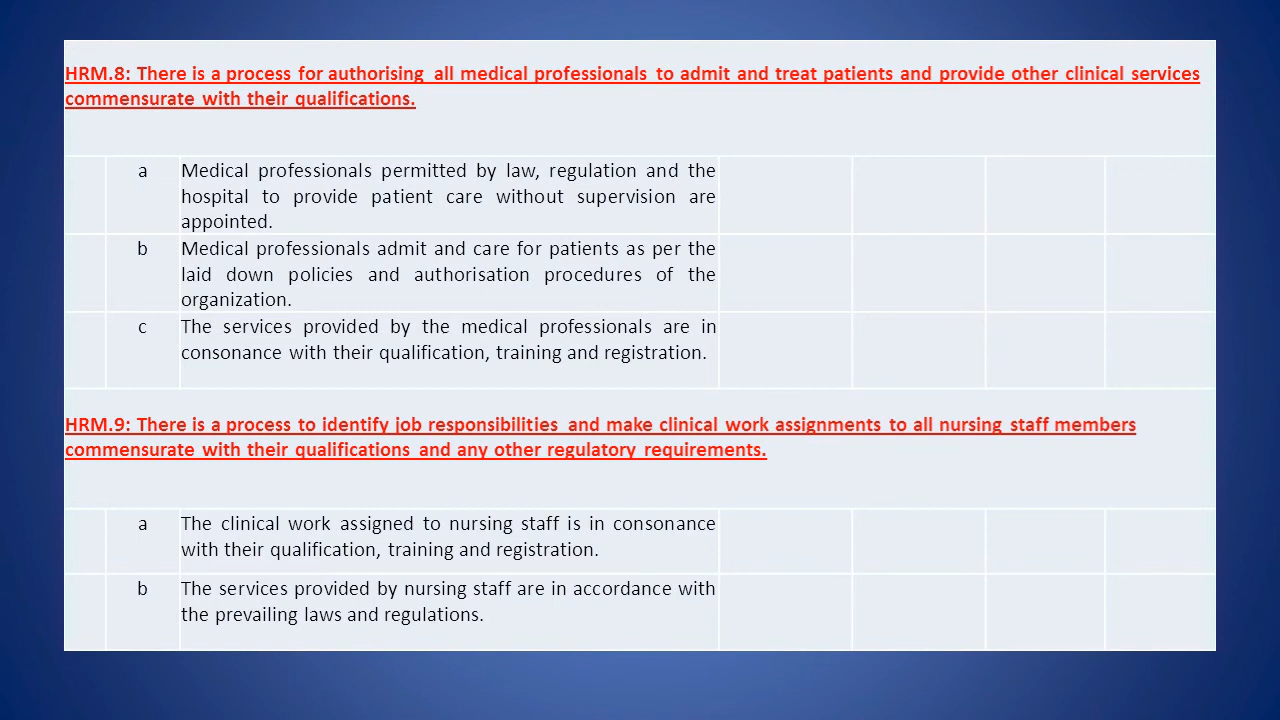 HRM.8: There is a process for authorising all medical professionals to admit and treat patients and provide other clinical services
commensurate with their qualifications.
a Medical professionals permitted by law, regulation and the
hospital to provide patient care without supervision are
appointed.
b Medical professionals admit and care for patients as per the
laid down policies and authorisation procedures of the
organization.
c The services provided by the medical professionals are in
consonance with their qualification, training and registration.
HRM.9: There is a process to identify job responsibilities and make clinical work assignments to all nursing staff members
commensurate with their qualifications and any other regulatory requirements.
a The clinical work assigned to nursing staff is in consonance
with their qualification, training and registration.
b The services provided by nursing staff are in accordance with
the prevailing laws and regulations.